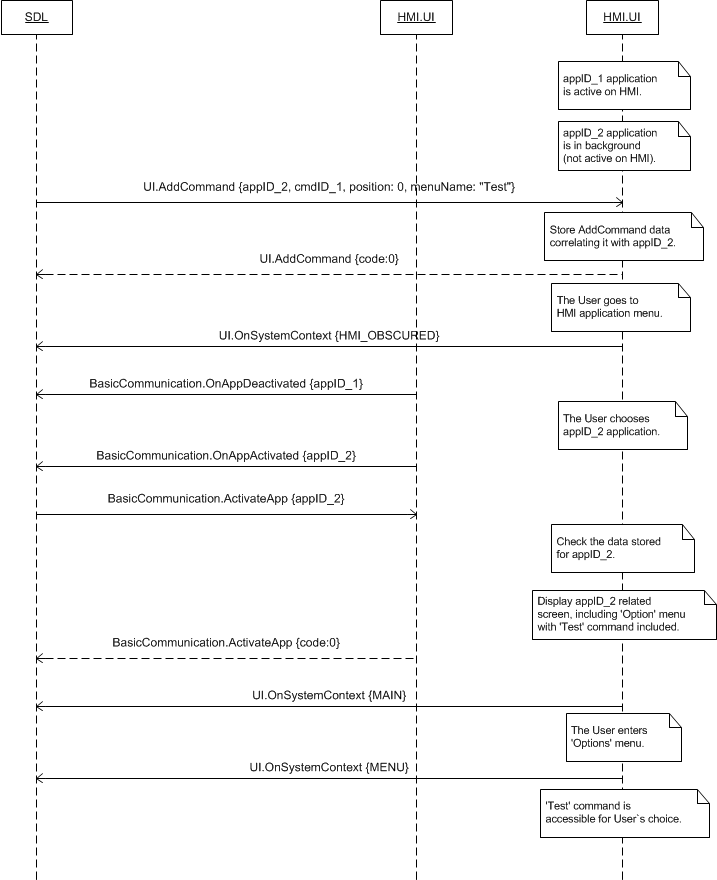 SDL
HMI.UI
HMI.UI
appID_1 application
is active on HMI.
appID_2 application
is in background
(not active on HMI).
UI.AddCommand {appID_2, cmdID_1, position: 0, menuName: "Test"}
Store AddCommand data
correlating it with appID_2.
UI.AddCommand {code:0}
The User goes to
HMI application menu.
UI.OnSystemContext {HMI_OBSCURED}
BasicCommunication.OnAppDeactivated {appID_1}
The User chooses
appID_2 application.
BasicCommunication.OnAppActivated {appID_2}
BasicCommunication.ActivateApp {appID_2}
Check the data stored
for appID_2.
Display appID_2 related
screen, including 'Option' menu
with 'Test' command included.
BasicCommunication.ActivateApp {code:0}
UI.OnSystemContext {MAIN}
The User enters
'Options' menu.
UI.OnSystemContext {MENU}
'Test' command is
accessible for User`s choice.